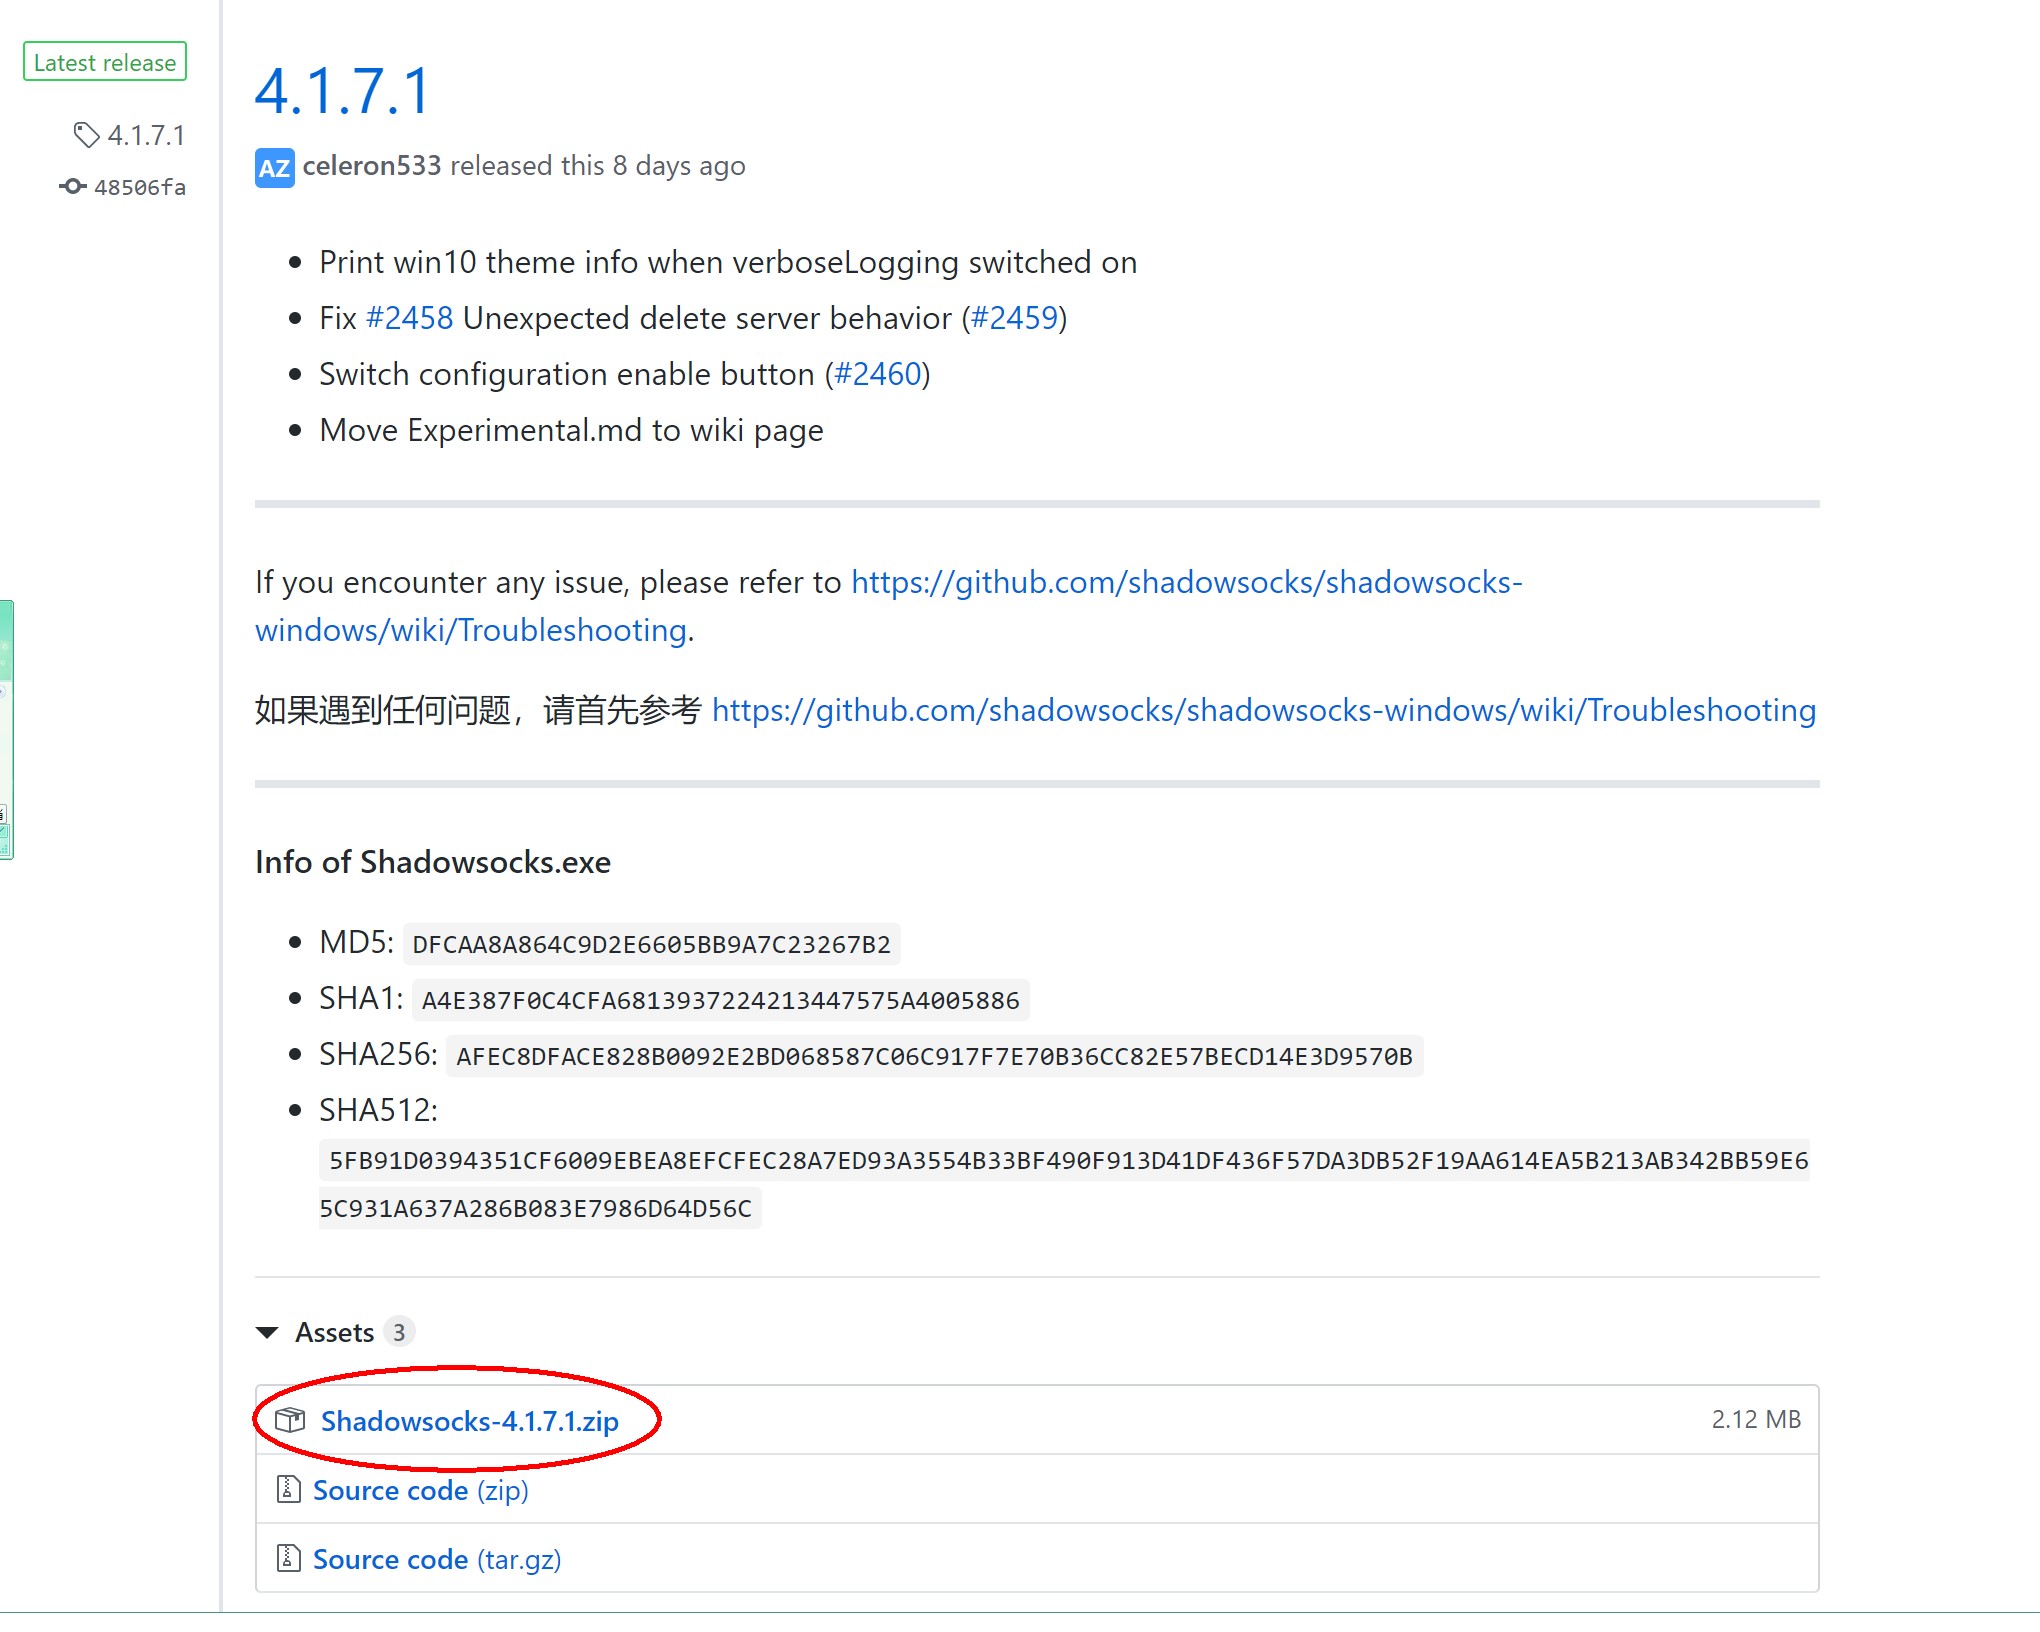 Latest release
4.1.7.1
48506fa
4.1.7.1
AZ celeron533 released this 8 days ago
Print win10 theme info when verboseLogging switched on
Fix #2458 Unexpected delete server behavior (#2459)
Switch configuration enable button (#2460)
Move Experimental.md to wiki page
If you encounter any issue, please refer to https://github.com/shadowsocks/shadowsocks-
windows/wiki/Troubleshooting.
如果遇到任何问题，请首先参考 https://github.com/shadowsocks/shadowsocks-windows/wiki/Troubleshooting
Info of Shadowsocks.exe
MD5: DFCAA8A864C9D2E6605BB9A7C23267B2
SHA1: A4E387F0C4CFA6813937224213447575A4005886
SHA256: AFEC8DFACE828B0092E2BD068587C06C917F7E70B36CC82E57BECD14E3D9570B
SHA512:
5FB91D0394351CF6009EBEA8EFCFEC28A7ED93A3554B33BF490F913D41DF436F57DA3DB52F19AA614EA5B213AB342BB59E6
5C931A637A286B083E7986D64D56C
Assets 3
Shadowsocks-4.1.7.1.zip 2.12 MB
Source code (zip)
Source code (tar.gz)